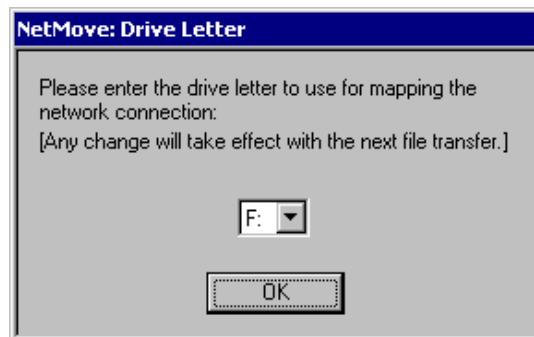 NetMove: Drive Letter
Please enter the drive letter to use for mapping the
network connection:
[Any change will take effect with the next file transfer.]
F:
OK